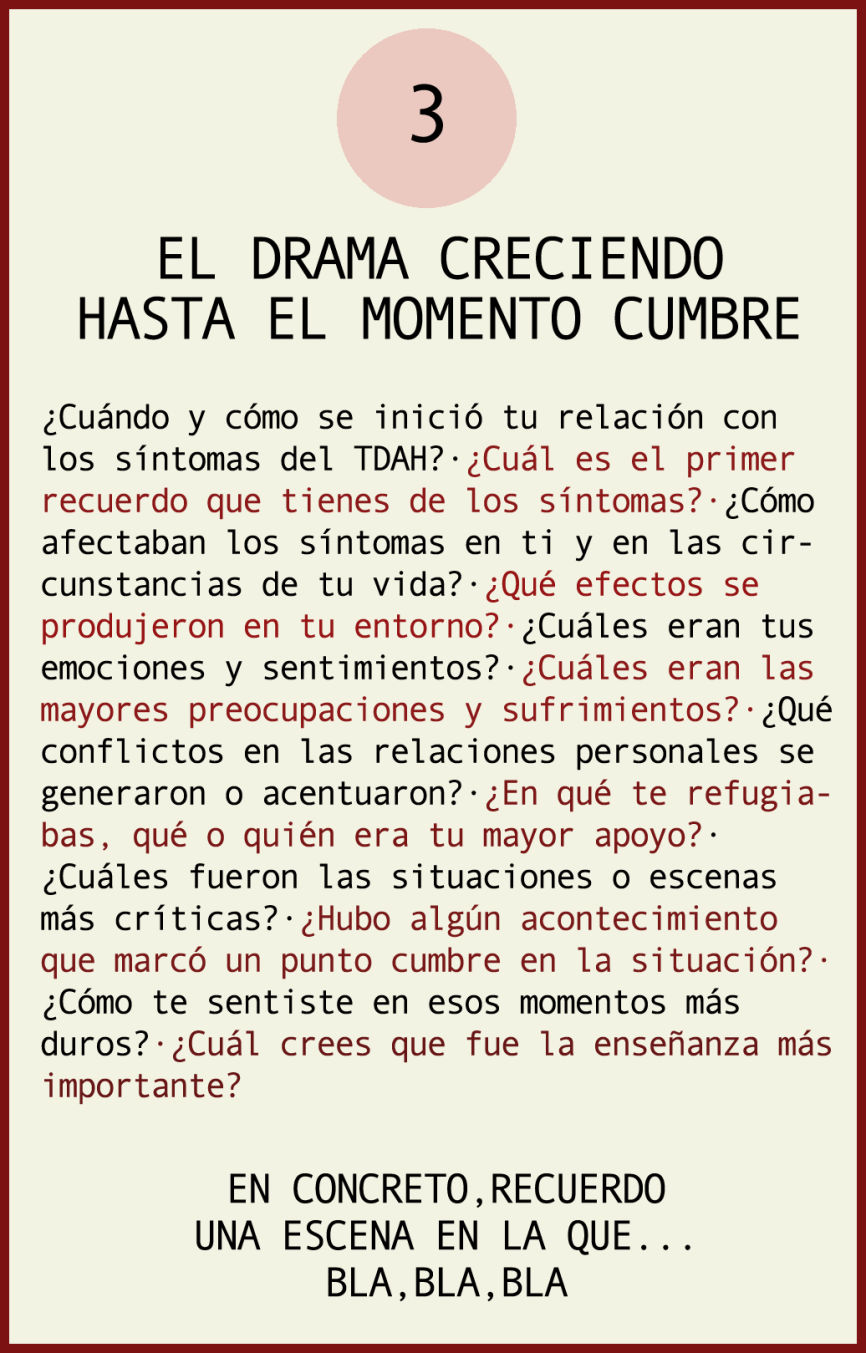 3
EL DRAMA CRECIENDO
HASTA EL MOMENTO CUMBRE
¿Cuándo y cómo se inició tu relación con
los síntomas del TDAH?·¿Cuál es el primer
recuerdo que tienes de los síntomas?·¿Cómo
afectaban los síntomas en ti y en las cir-
cunstancias de tu vida?·¿Qué efectos se
produjeron en tu entorno?·¿Cuáles eran tus
emociones y sentimientos?·¿Cuáles eran las
mayores preocupaciones y sufrimientos?·¿Qué
conflictos en las relaciones personales se
generaron o acentuaron?·¿En qué te refugia-
bas, qué o quién era tu mayor apoyo?·
¿Cuáles fueron las situaciones o escenas
más críticas?·¿Hubo algún acontecimiento
que marcó un punto cumbre en la situación?·
¿Cómo te sentiste en esos momentos más
duros?·¿Cuál crees que fue la enseñanza más
importante?
EN CONCRETO,RECUERDO
UNA ESCENA EN LA QUE...
BLA,BLA,BLA